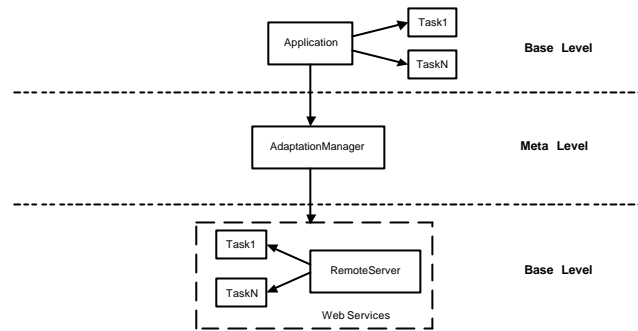 Task1
Application
Base Level
TaskN
AdaptationManager
Meta Level
Task1
RemoteServer
Base Level
TaskN
Web Services